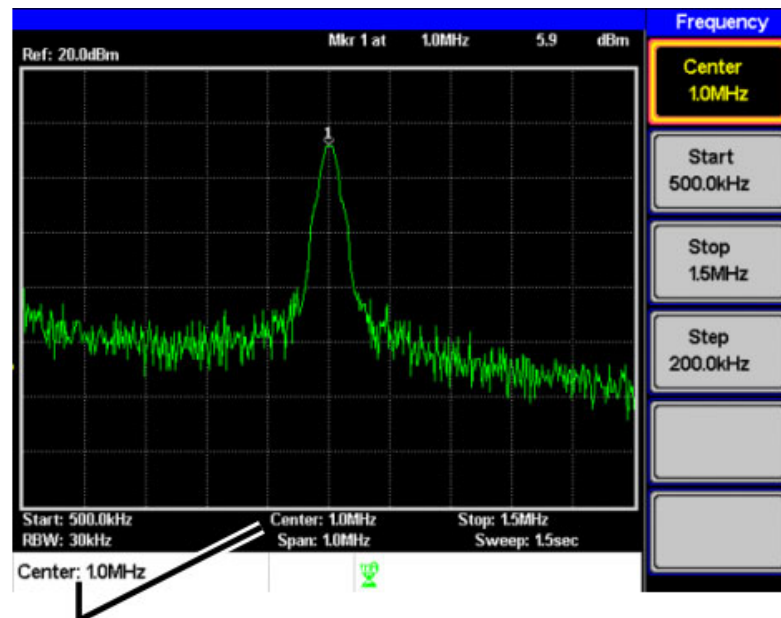 Frequency
Mkr 1 at 1.0MHz 5.9 dBm
Ref: 20.0dBm
Center
1.0MHz
1
Start
500.0kHz
Stop
1.5MHz
Step
200.0kHz
Start: 500.0kHz Center: 1.0MHz Stop: 1.5MHz
RBW: 30kHz Span: 1.0MHz Sweep: 1.5sec
Center: 1.0MHz